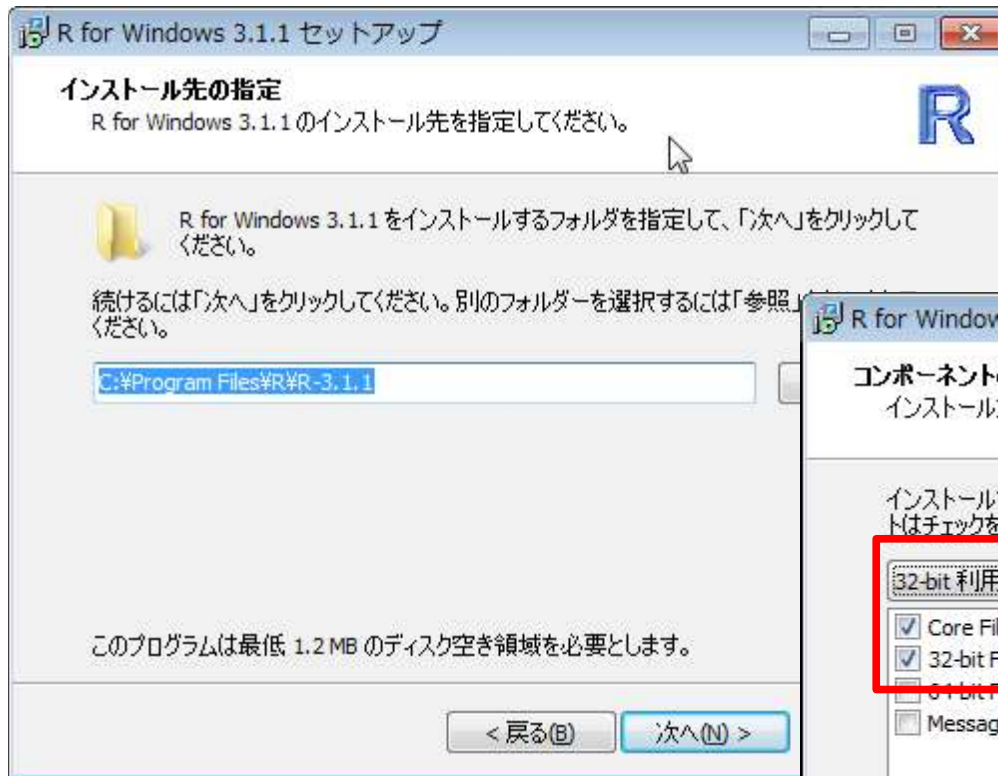 R for Windows 3.1.1 セットアップ
インストール先の指定
R for Windows 3.1.1のインストール先を指定してください。
R
R for Windows 3.1.1 をインストールするフォルダを指定して、「次へ」をクリックして
ください。
続けるには「次へ」をクリックしてください。別のフォルダーを選択するには「参照」
ください。
C:¥Program Files¥R¥R-3.1.1
このプログラムは最低 1.2 MB のディスク空き領域を必要とします。
< 戻る(B)
次へ(N) >
R for Window
コンポーネント
インストール
インストール
トはチェックを
32-bit 利用
Core Fil
32-bit F
64-bit F
Messag